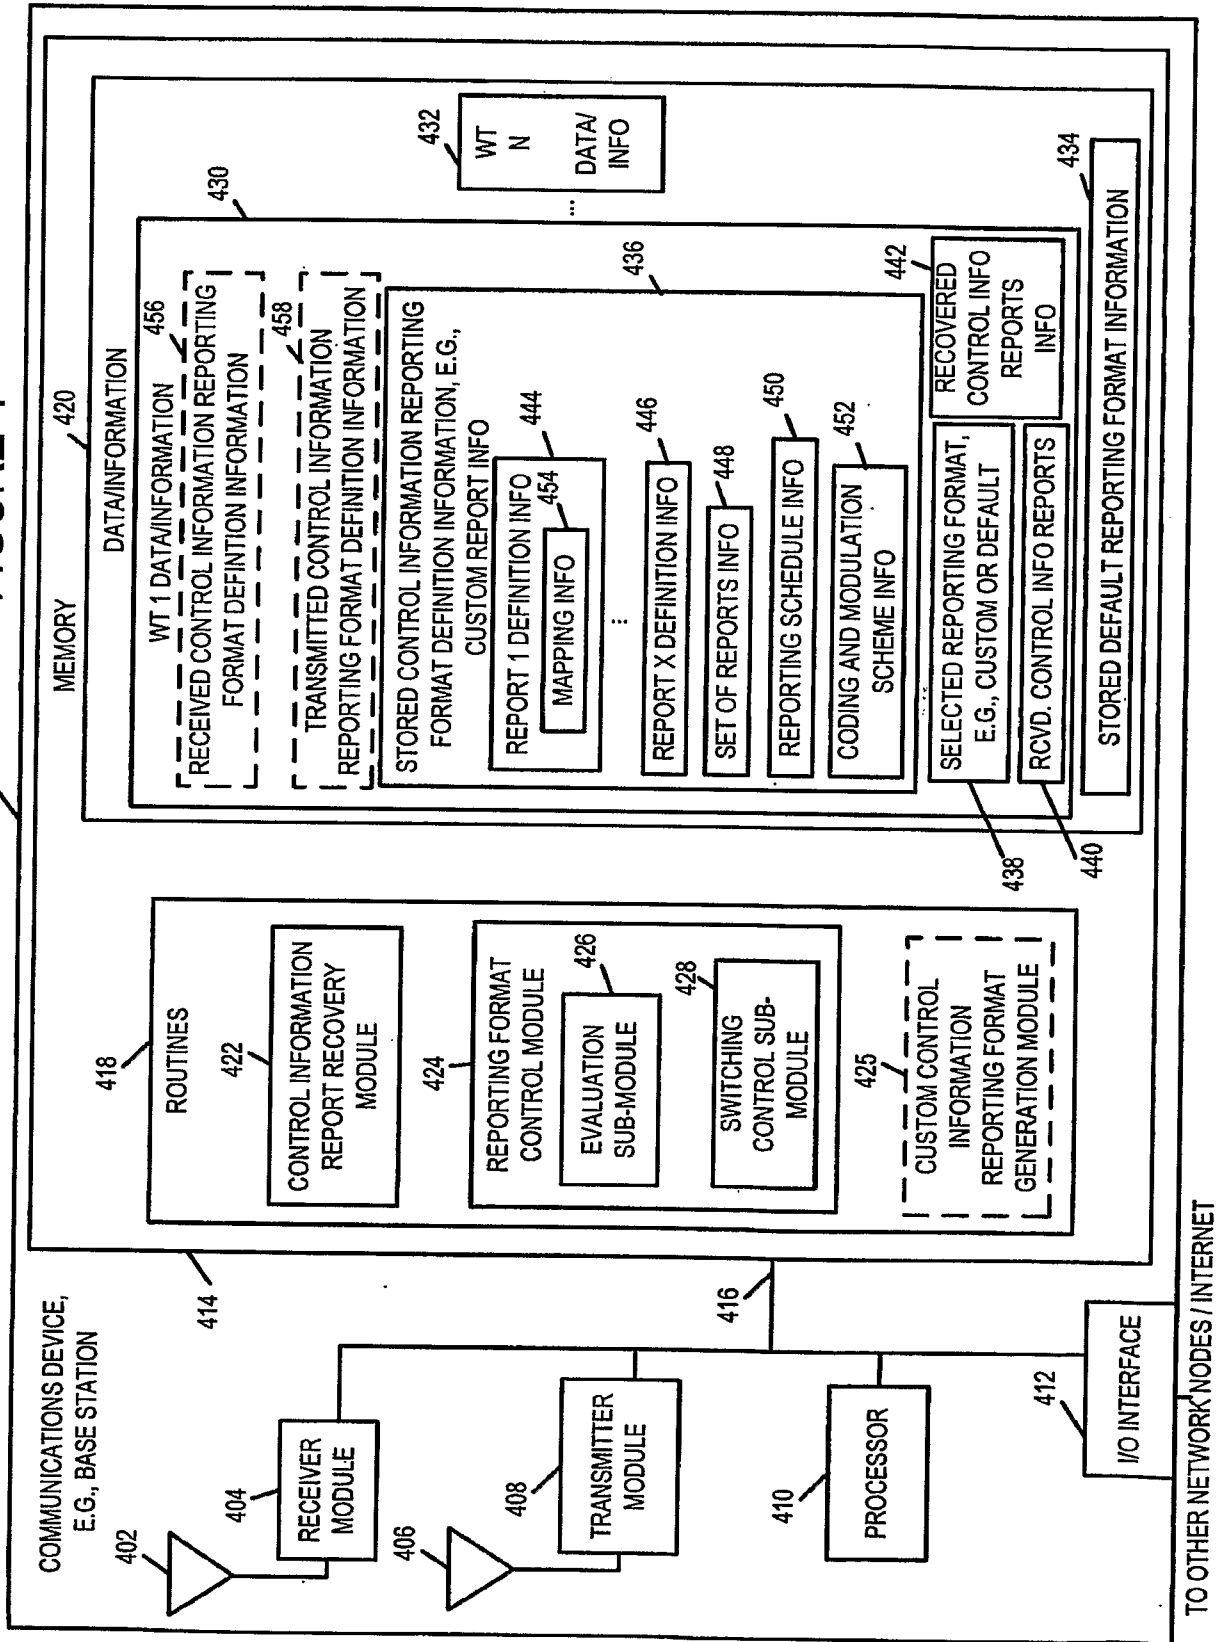 COMMUNICATIONS DEVICE,
E.G., BASE STATION
402
404
RECEIVER
MODULE
406
408
TRANSMITTER
MODULE
410
PROCESSOR
412
I/O INTERFACE
TO OTHER NETWORK NODES / INTERNET
414
416
MEMORY
418
ROUTINES
422
CONTROL INFORMATION
REPORT RECOVERY
MODULE
424
REPORTING FORMAT
CONTROL MODULE
426
EVALUATION
SUB-MODULE
428
SWITCHING
CONTROL SUB-
MODULE
425
CUSTOM CONTROL
INFORMATION
REPORTING FORMAT
GENERATION MODULE
420
DATA/INFORMATION
430
WT 1 DATA/INFORMATION
456
RECEIVED CONTROL INFORMATION REPORTING
FORMAT DEFINTION INFORMATION
458
TRANSMITTED CONTROL INFORMATION
REPORTING FORMAT DEFINITION INFORMATION
436
STORED CONTROL INFORMATION REPORTING
FORMAT DEFINITION INFORMATION, E.G.,
CUSTOM REPORT INFO
444
REPORT 1 DEFINITION INFO
454
MAPPING INFO
...
446
REPORT X DEFINITION INFO
448
SET OF REPORTS INFO
450
REPORTING SCHEDULE INFO
452
CODING AND MODULATION
SCHEME INFO
438
SELECTED REPORTING FORMAT,
E.G., CUSTOM OR DEFAULT
440
RCVD. CONTROL INFO REPORTS
442
RECOVERED
CONTROL INFO
REPORTS
INFO
...
432
WT
N
DATA/
INFO
434
STORED DEFAULT REPORTING FORMAT INFORMATION